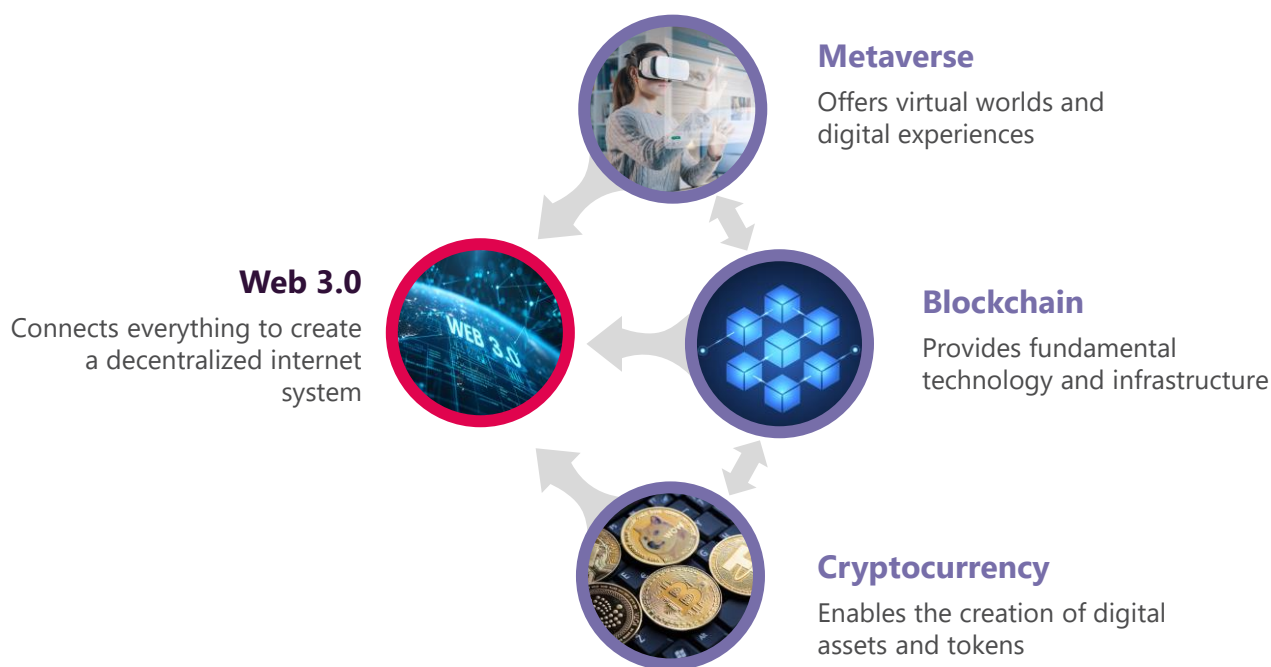 Metaverse
Offers virtual worlds and
digital experiences
Web 3.0
Connects everything to create
a decentralized internet
system
WEB 3.0
Blockchain
Provides fundamental
technology and infrastructure
Cryptocurrency
Enables the creation of digital
assets and tokens